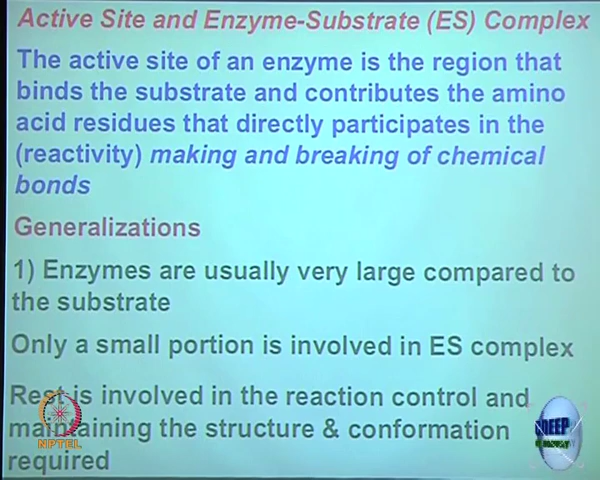 Active Site and Enzyme-Substrate (ES) Complex
The active site of an enzyme is the region that
binds the substrate and contributes the amino
acid residues that directly participates in the
(reactivity) making and breaking of chemical
bonds
Generalizations
1) Enzymes are usually very large compared to
the substrate
Only a small portion is involved in ES complex
Rest is involved in the reaction control and
maintaining the structure & conformation
required
NPTEL